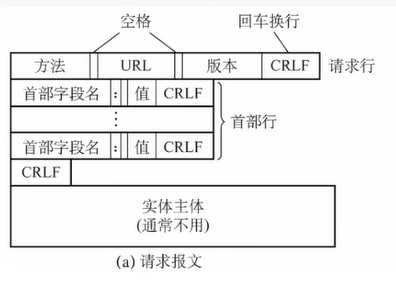 空格 回车换行
方法 URL 版本 CRLF 请求行
首部字段名 : 值 CRLF
⋮ 首部行
首部字段名 : 值 CRLF
CRLF
实体主体
(通常不用)
(a) 请求报文